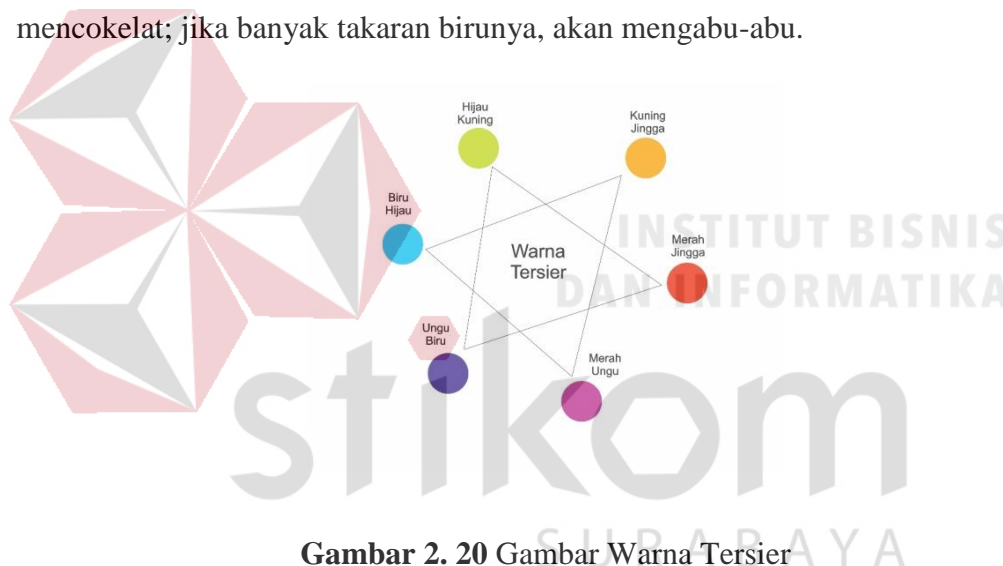 mencokelat; jika banyak takaran birunya, akan mengabu-abu.
Hijau
Kuning
Kuning
Jingga
Biru
Hijau
Warna
Tersier
Merah
Jingga
Ungu
Biru
Merah
Ungu
INSTITUT BISNIS
DAN INFORMATIKA
stikom
SURABAYA
Gambar 2. 20 Gambar Warna Tersier